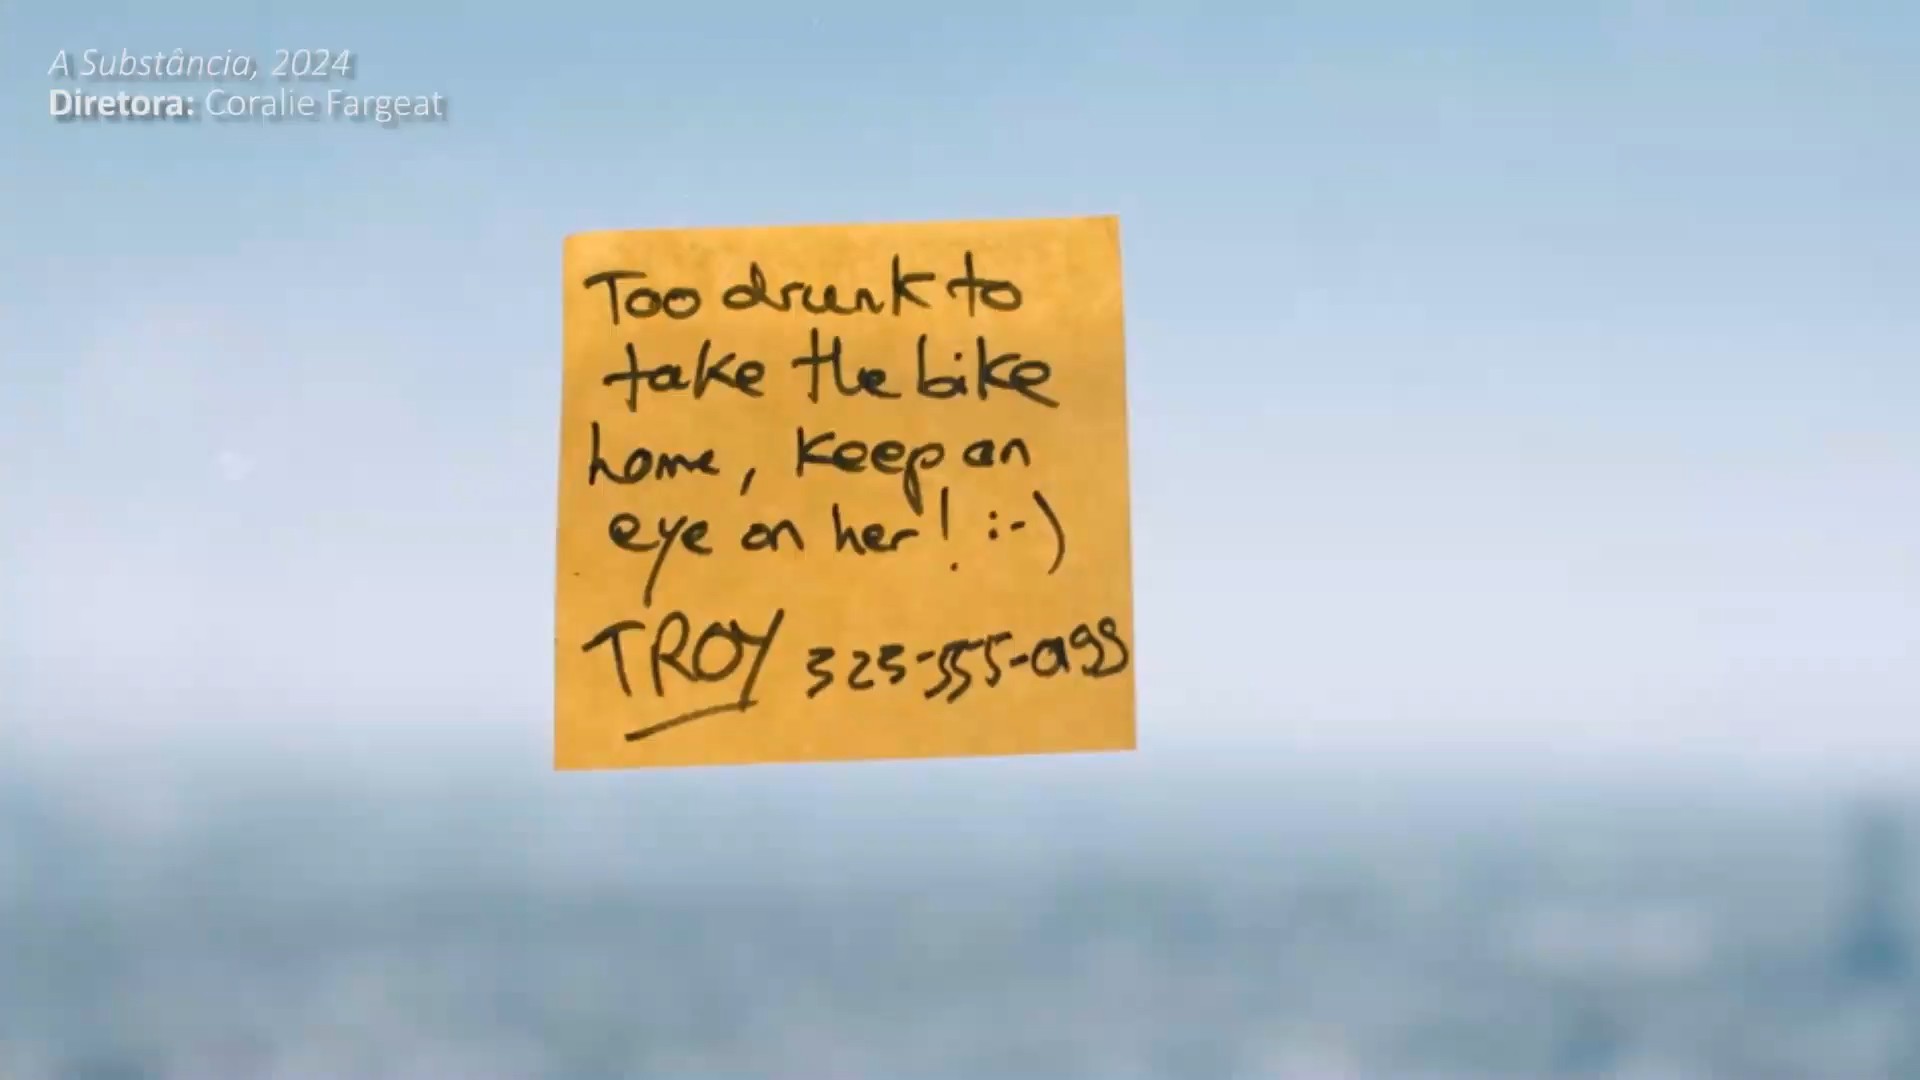 A Substância, 2024
Diretora: Coralie Fargeat
Too drunk to
take the bike
home, keep an
eye on her! :-)
TROY 323-555-0199